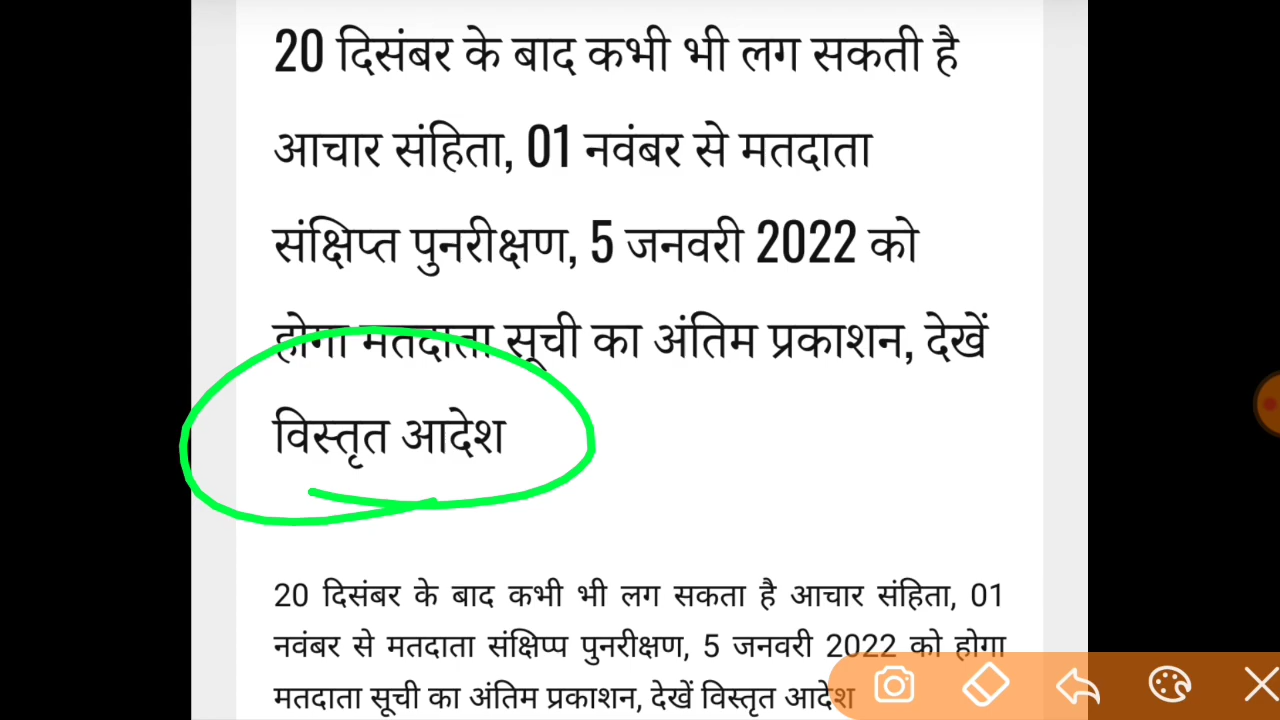 20 दिसंबर के बाद कभी भी लग सकती है
आचार संहिता, 01 नवंबर से मतदाता
संक्षिप्त पुनरीक्षण, 5 जनवरी 2022 को
होगा मतदाता सूची का अंतिम प्रकाशन, देखें
विस्तृत आदेश
20 दिसंबर के बाद कभी भी लग सकता है आचार संहिता, 01
नवंबर से मतदाता संक्षिप्प पुनरीक्षण, 5 जनवरी 2022 को होगा
मतदाता सूची का अंतिम प्रकाशन, देखें विस्तृत आदेश